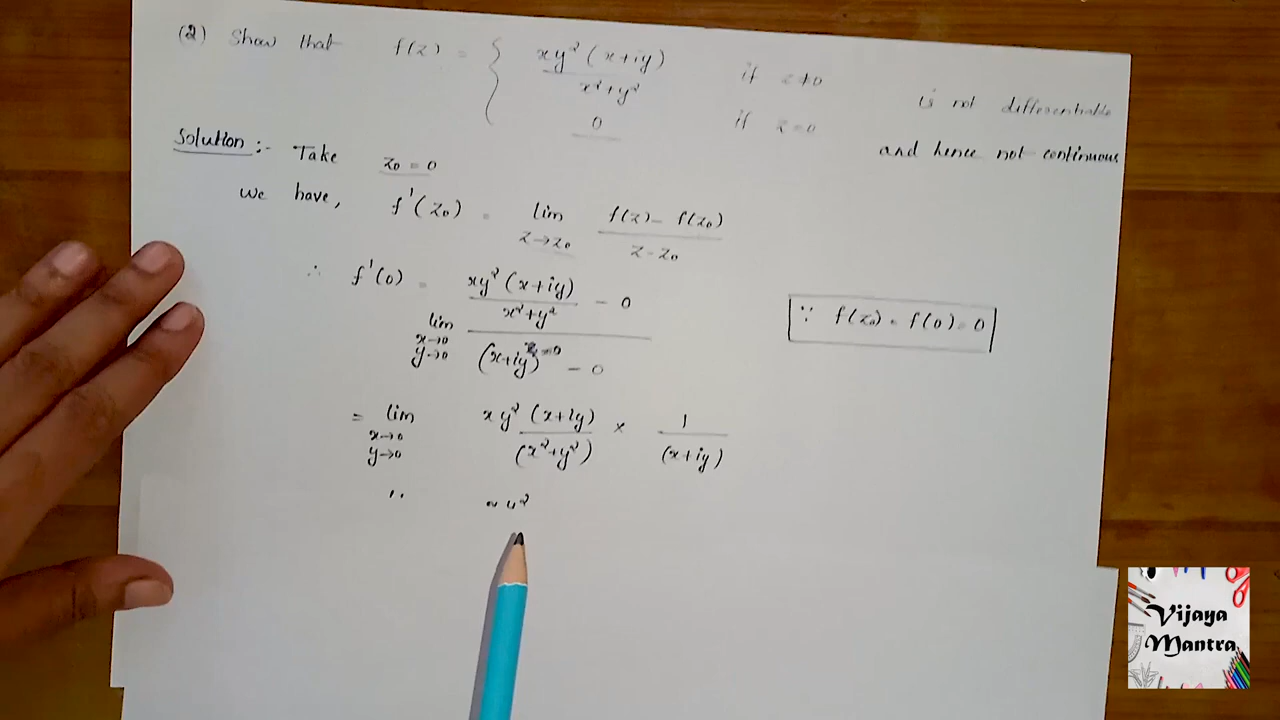 (2) Show that f(z) = { xy² (x+iy) / x²+y² if z≠0
0 if z=0
is not differentiable
and hence not continuous
Solution :- Take z₀ = 0
We have, f'(z₀) = lim z→z₀ f(z) - f(z₀) / z-z₀
∴ f'(0) = lim x→0 y→0 xy² (x+iy) / x²+y² - 0 / (x+iy) - 0
∵ f(z₀) = f(0) = 0
= lim x→0 y→0 xy² (x+iy) / (x²+y²) × 1 / (x+iy)
Vijaya
Mantra